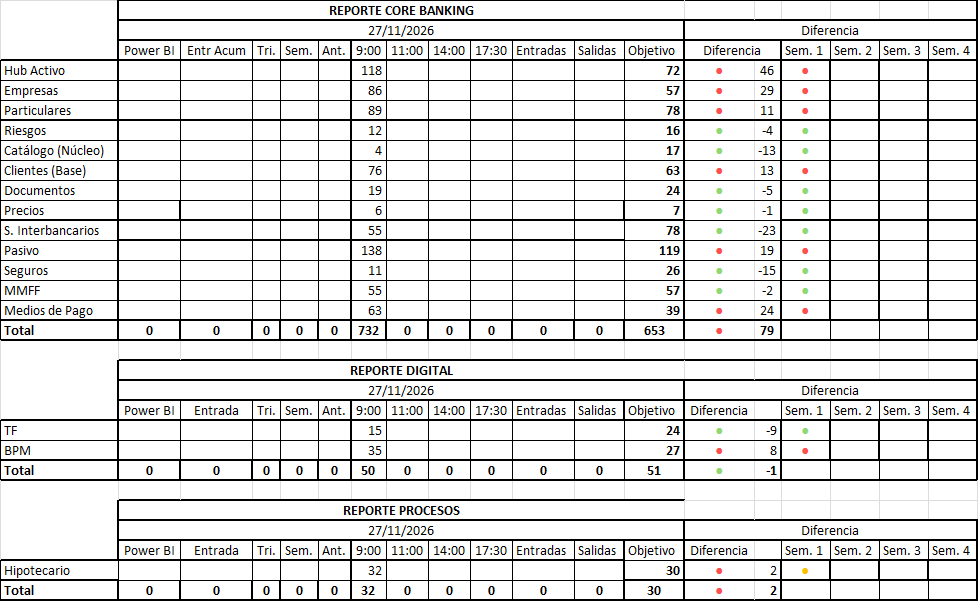 REPORTE CORE BANKING
27/11/2026 Diferencia
Power BI Entr Acum Tri. Sem. Ant. 9:00 11:00 14:00 17:30 Entradas Salidas Objetivo Diferencia Sem. 1 Sem. 2 Sem. 3 Sem. 4
Hub Activo 118 72 46
Empresas 86 57 29
Particulares 89 78 11
Riesgos 12 16 -4
Catálogo (Núcleo) 4 17 -13
Clientes (Base) 76 63 13
Documentos 19 24 -5
Precios 6 7 -1
S. Interbancarios 55 78 -23
Pasivo 138 119 19
Seguros 11 26 -15
MMFF 55 57 -2
Medios de Pago 63 39 24
Total 0 0 0 0 0 732 0 0 0 0 0 653 79
REPORTE DIGITAL
27/11/2026 Diferencia
Power BI Entrada Tri. Sem. Ant. 9:00 11:00 14:00 17:30 Entradas Salidas Objetivo Diferencia Sem. 1 Sem. 2 Sem. 3 Sem. 4
TF 15 24 -9
BPM 35 27 8
Total 0 0 0 0 0 50 0 0 0 0 0 51 -1
REPORTE PROCESOS
27/11/2026 Diferencia
Power BI Entrada Tri. Sem. Ant. 9:00 11:00 14:00 17:30 Entradas Salidas Objetivo Diferencia Sem. 1 Sem. 2 Sem. 3 Sem. 4
Hipotecario 32 30 2
Total 0 0 0 0 0 32 0 0 0 0 0 30 2